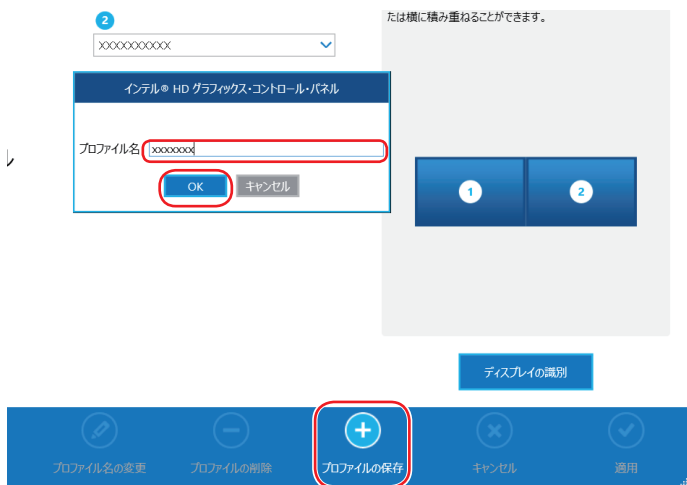 たは横に積み重ねることができます。
2
XXXXXXXXXX
インテル® HD グラフィックス・コントロール・パネル
プロファイル名 xxxxxxx
OK キャンセル
ル
1 2
ディスプレイの識別
プロファイル名の変更 プロファイルの削除 プロファイルの保存 キャンセル 適用